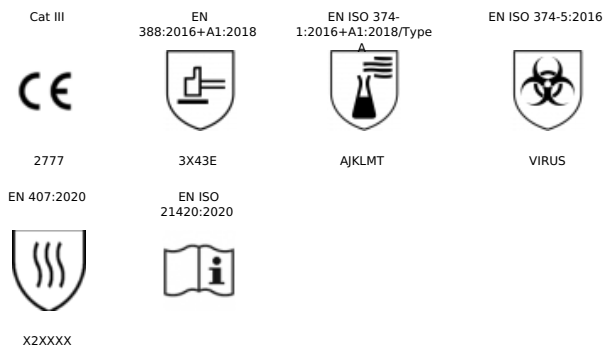 Cat III
EN
388:2016+A1:2018
EN ISO 374-
1:2016+A1:2018/Type
A
EN ISO 374-5:2016
CE
2777
3X43E
AJKLMT
VIRUS
EN 407:2020
EN ISO
21420:2020
i
X2XXXX